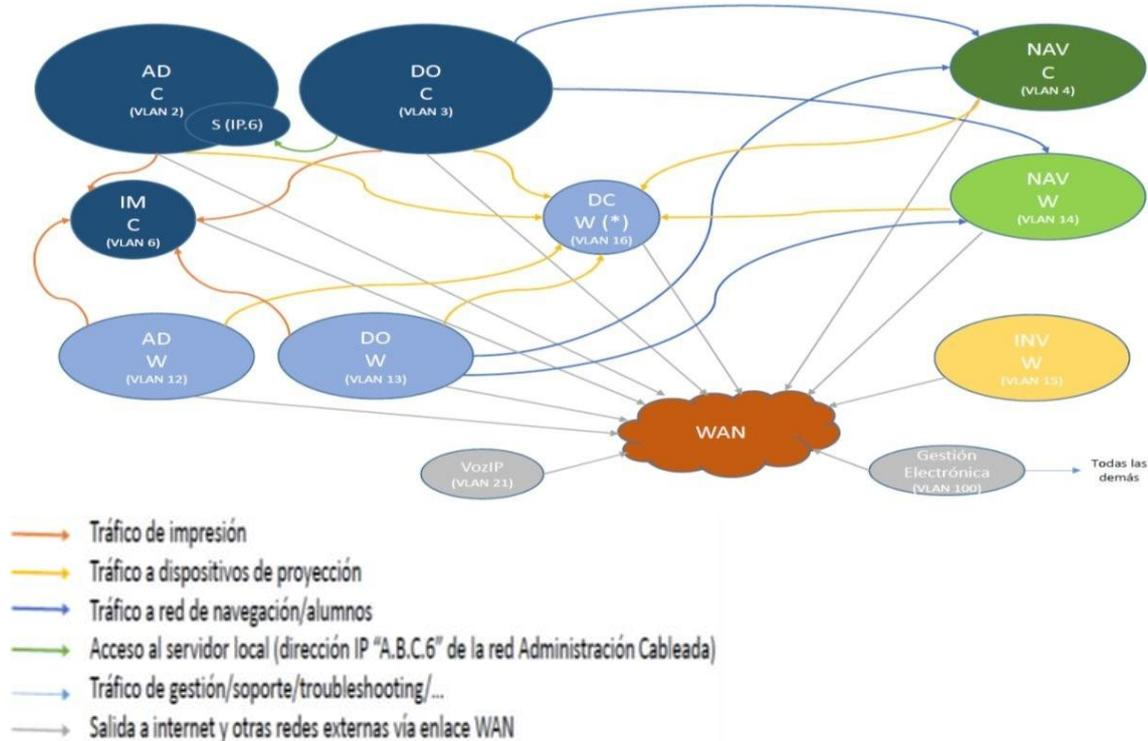 AD
C
(VLAN 2)
S (IP.6)
DO
C
(VLAN 3)
NAV
C
(VLAN 4)
IM
C
(VLAN 6)
DC
W (*)
(VLAN 16)
NAV
W
(VLAN 14)
AD
W
(VLAN 12)
DO
W
(VLAN 13)
INV
W
(VLAN 15)
WAN
VozIP
(VLAN 21)
Gestión
Electrónica
(VLAN 100)
Todas las
demás
Tráfico de impresión
Tráfico a dispositivos de proyección
Tráfico a red de navegación/alumnos
Acceso al servidor local (dirección IP "A.B.C.6" de la red Administración Cableada)
Tráfico de gestión/soporte/troubleshooting/...
Salida a internet y otras redes externas vía enlace WAN